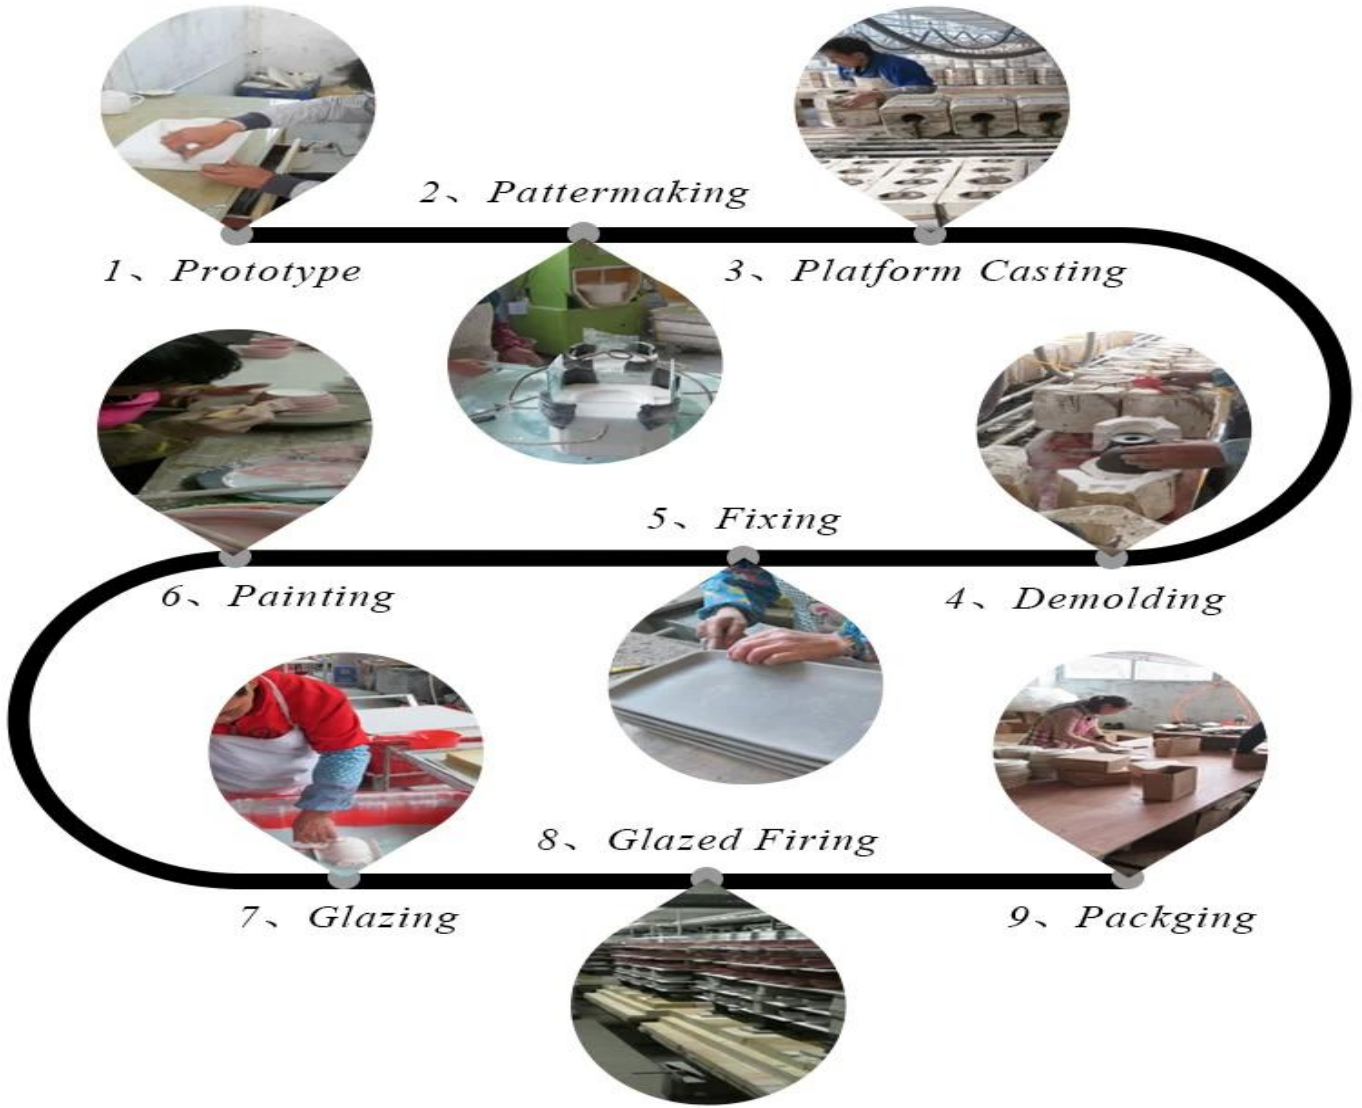 1、Prototype
2、Pattermaking
3、Platform Casting
4、Demolding
5、Fixing
6、Painting
7、Glazing
8、Glazed Firing
9、Packging